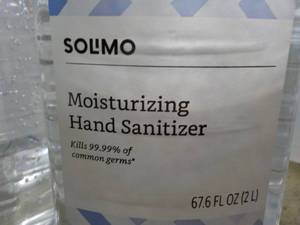 SOLIMO
Moisturizing
Hand Sanitizer
Kills 99.99% of
common germs*
67.6 FL OZ (2 L)